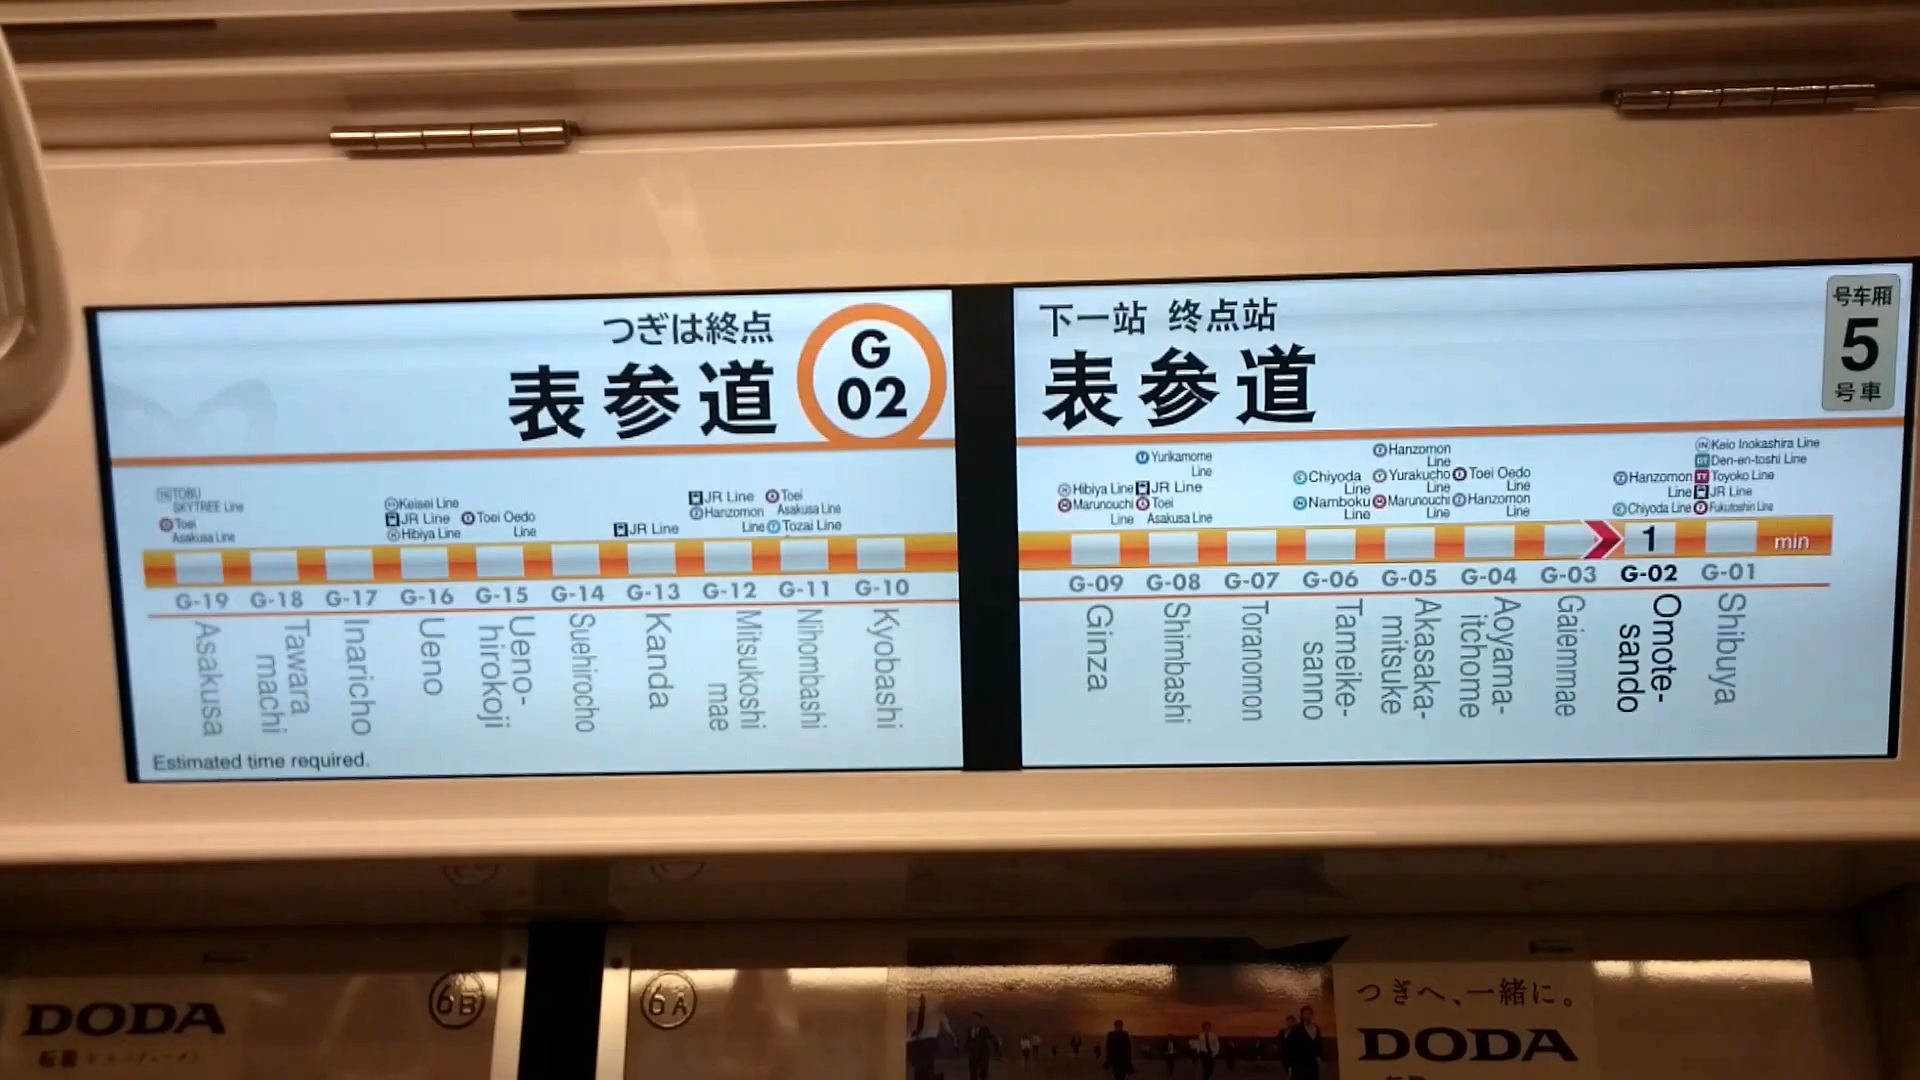 つぎは終点
表参道
G
02
下一站 终点站
表参道
号车厢
5
号車
TOBU
SKYTREE Line
Toei
Asakusa Line
Keisei Line
JR Line
Hibiya Line
Toei Oedo
Line
JR Line
JR Line
Hanzomon
Line
Toei
Asakusa Line
Tozai Line
Hibiya Line
Marunouchi
Line
Yurikamome
Line
JR Line
Toei
Asakusa Line
Chiyoda
Line
Namboku
Line
Hanzomon
Line
Yurakucho
Line
Marunouchi
Line
Toei Oedo
Line
Hanzomon
Line
Hanzomon
Line
Chiyoda Line
Keio Inokashira Line
Den-en-toshi Line
Toyoko Line
JR Line
Fukutoshin Line
1
min
G-19 G-18 G-17 G-16 G-15 G-14 G-13 G-12 G-11 G-10
G-09 G-08 G-07 G-06 G-05 G-04 G-03 G-02 G-01
Asakusa
Tawara
machi
Inaricho
Ueno
Ueno-
hirokoji
Suehirocho
Kanda
Mitsukoshi
mae
Nihombashi
Kyobashi
Ginza
Shimbashi
Toranomon
Tameike-
sanno
Akasaka-
mitsuke
Aoyama-
itchome
Gaiemmae
Omote-
sando
Shibuya
Estimated time required.
DODA
6B
6A
つぎへ、一緒に。
DODA